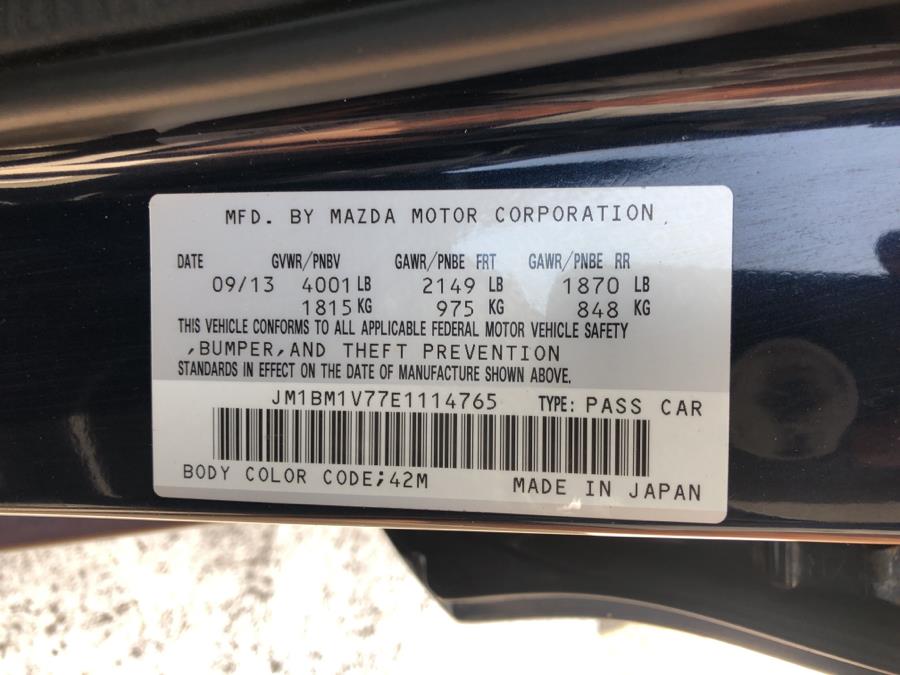 MFD. BY MAZDA MOTOR CORPORATION
DATE GVWR/PNBV GAWR/PNBE FRT GAWR/PNBE RR
09/13 4001 LB 2149 LB 1870 LB
1815 KG 975 KG 848 KG
THIS VEHICLE CONFORMS TO ALL APPLICABLE FEDERAL MOTOR VEHICLE SAFETY
,BUMPER,AND THEFT PREVENTION
STANDARDS IN EFFECT ON THE DATE OF MANUFACTURE SHOWN ABOVE.
JM1BM1V77E1114765 TYPE: PASS CAR
BODY COLOR CODE;42M MADE IN JAPAN